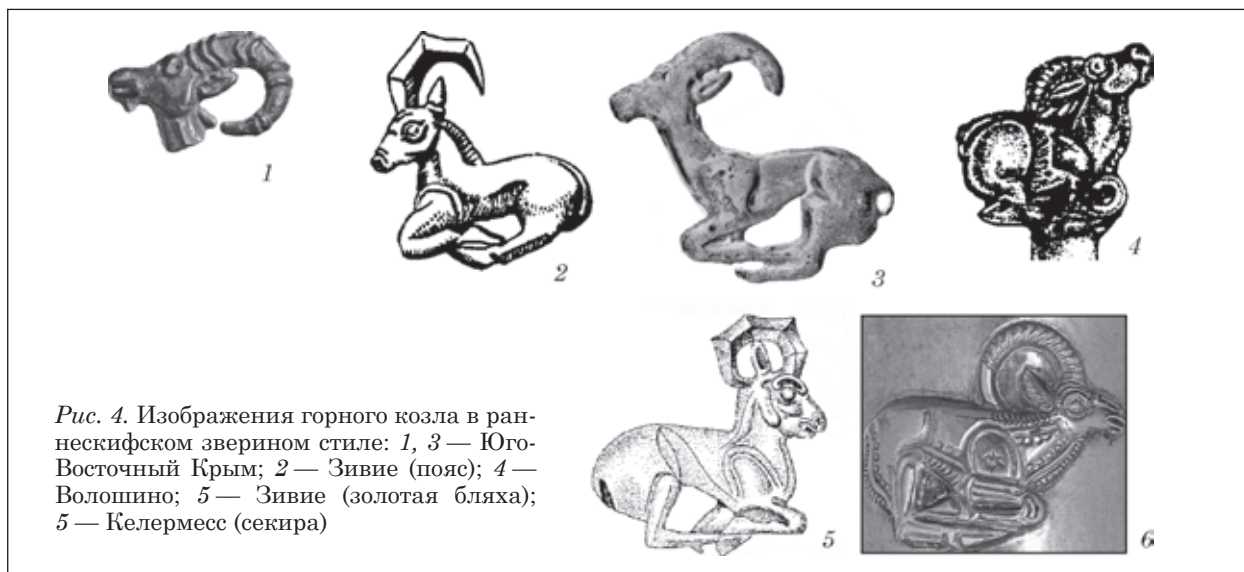 1
2
3
4
Рис. 4. Изображения горного козла в ран-
нескифском зверином стиле: 1, 3 — Юго-
Восточный Крым; 2 — Зивие (пояс); 4 —
Волошино; 5 — Зивие (золотая бляха);
5 — Келермесс (секира)
5
6